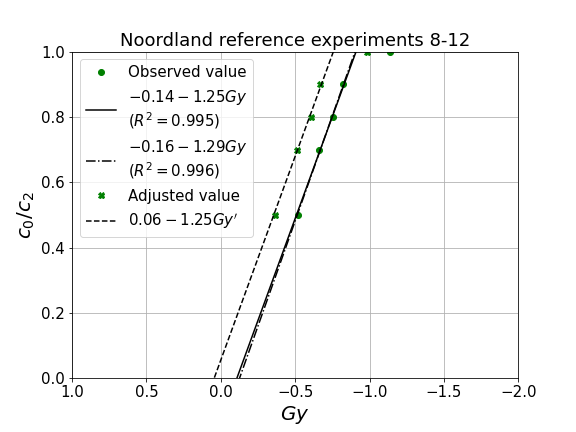 Noordland reference experiments 8-12
1.0
0.8
0.6
0.4
0.2
0.0
c₀/c₂
Observed value
−0.14 − 1.25Gy
(R² = 0.995)
−0.16 − 1.29Gy
(R² = 0.996)
Adjusted value
0.06 − 1.25Gy′
1.0 0.5 0.0 −0.5 −1.0 −1.5 −2.0
Gy